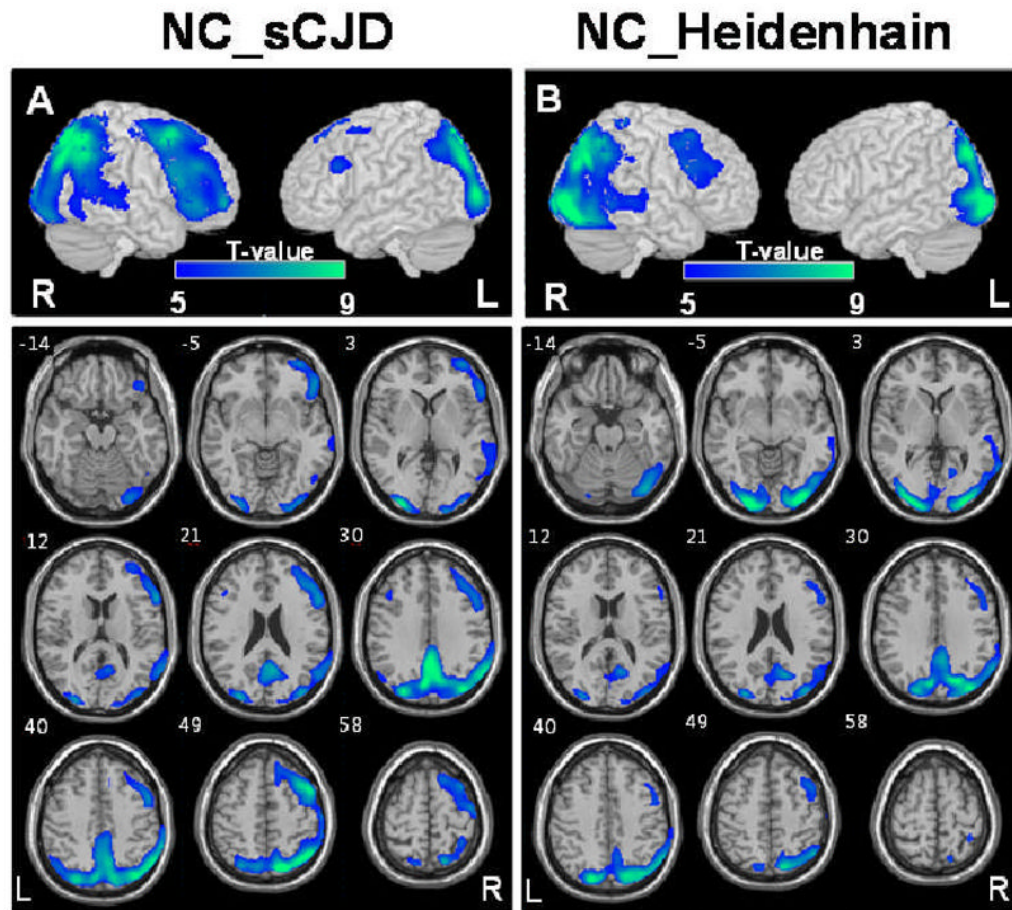 NC_sCJD NC_Heidenhain
A B
T-value T-value
5 9 5 9
R L R L
-14 -5 3 -14 -5 3
12 21 30 12 21 30
40 49 58 40 49 58
L R L R